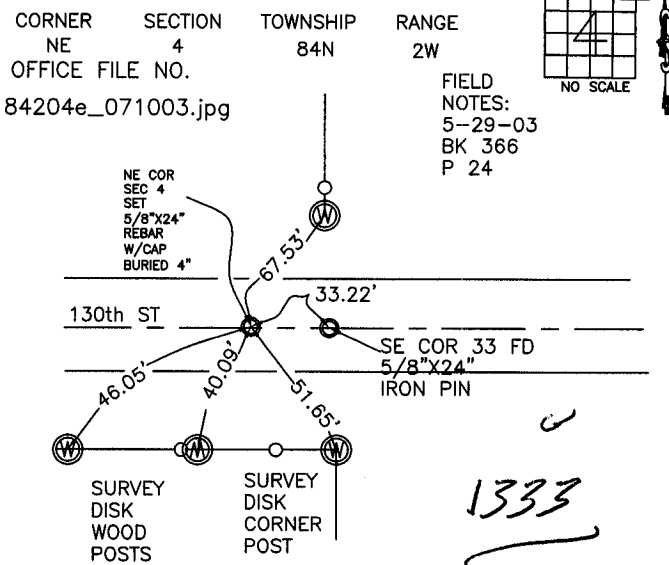 CORNER SECTION TOWNSHIP RANGE
NE 4 84N 2W
OFFICE FILE NO.
84204e_071003.jpg
4
NO SCALE
FIELD
NOTES:
5--29-03
BK 366
P 24
NE COR
SEC 4
SET
5/8"X24"
REBAR
W/CAP
BURIED 4"
W
67.53'
33.22'
130th ST
SE COR 33 FD
5/8"X24"
IRON PIN
46.05'
40.09'
51.65'
W W W
SURVEY
DISK
WOOD
POSTS
SURVEY
DISK
CORNER
POST
1333